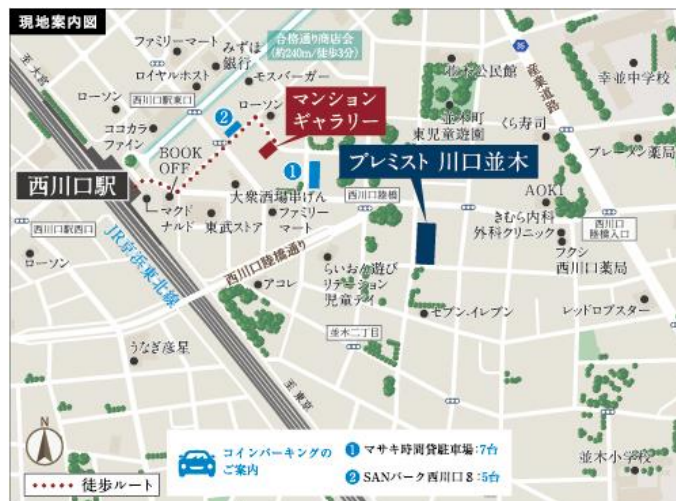 現地案内図
至 大宮
ファミリーマート
みずほ
銀行
合格通り商店会
(約240m/徒歩3分)
ロイヤルホスト
モスバーガー
ローソン
西川口駅東口
ローソン
ココカラ
ファイン
2
BOOK
OFF
マンション
ギャラリー
1
並木公民館
並木町
東児童遊園
産業道路
幸並中学校
くら寿司
ブレーメン薬局
プレミスト 川口並木
西川口駅
マクド
ナルド
大衆酒場串げん
東武ストア
ファミリー
マート
西川口陸橋
AOKI
きむら内科
外科クリニック
西川口
陸橋入口
フクシ
西川口薬局
西川口駅西口
ローソン
JR京浜東北線
西川口陸橋通り
アコレ
らいおん遊び
リテーション
児童デイ
セブン-イレブン
レッドロブスター
並木二丁目
うなぎ彦星
至 東京
並木小学校
N
徒歩ルート
コインパーキングの
ご案内
1 マサキ時間貸駐車場:7台
2 SANパーク西川口8:5台